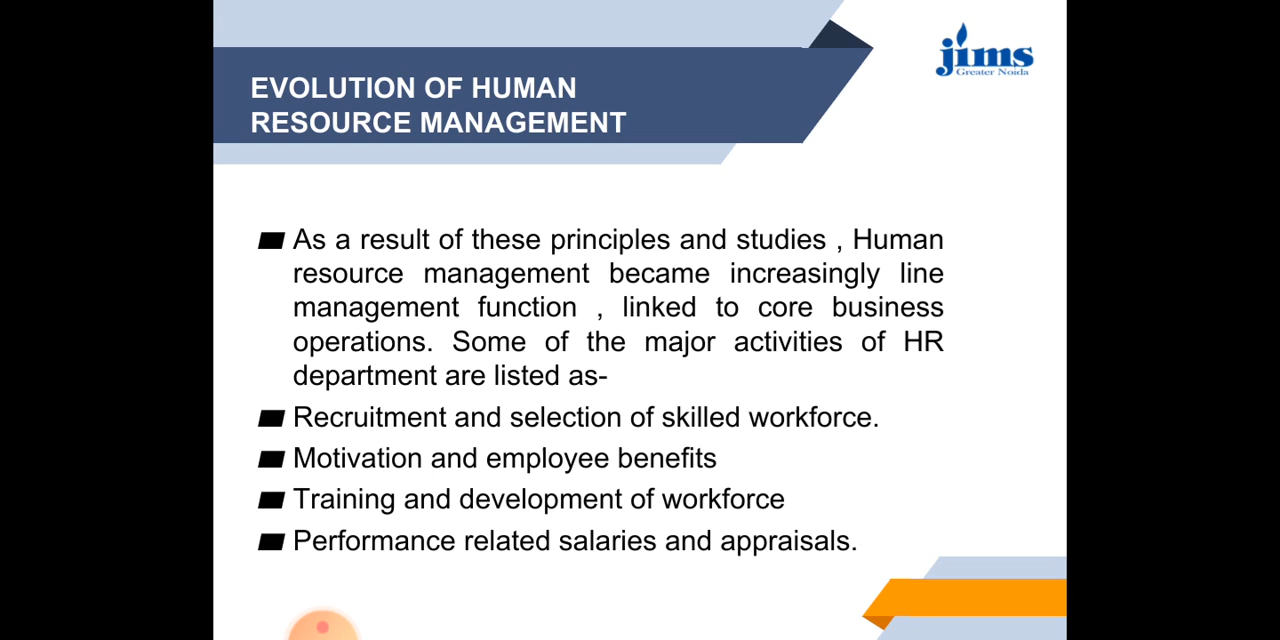 jims
Greater Noida
EVOLUTION OF HUMAN
RESOURCE MANAGEMENT
As a result of these principles and studies , Human
resource management became increasingly line
management function , linked to core business
operations. Some of the major activities of HR
department are listed as-
Recruitment and selection of skilled workforce.
Motivation and employee benefits
Training and development of workforce
Performance related salaries and appraisals.